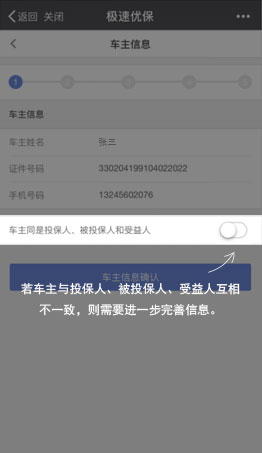 返回 关闭 极速优保
车主信息
1
车主信息
车主姓名 张三
证件号码 330204199104022022
手机号码 13245602076
车主同是投保人、被投保人和受益人
车主信息确认
若车主与投保人、被投保人、受益人互相
不一致，则需要进一步完善信息。